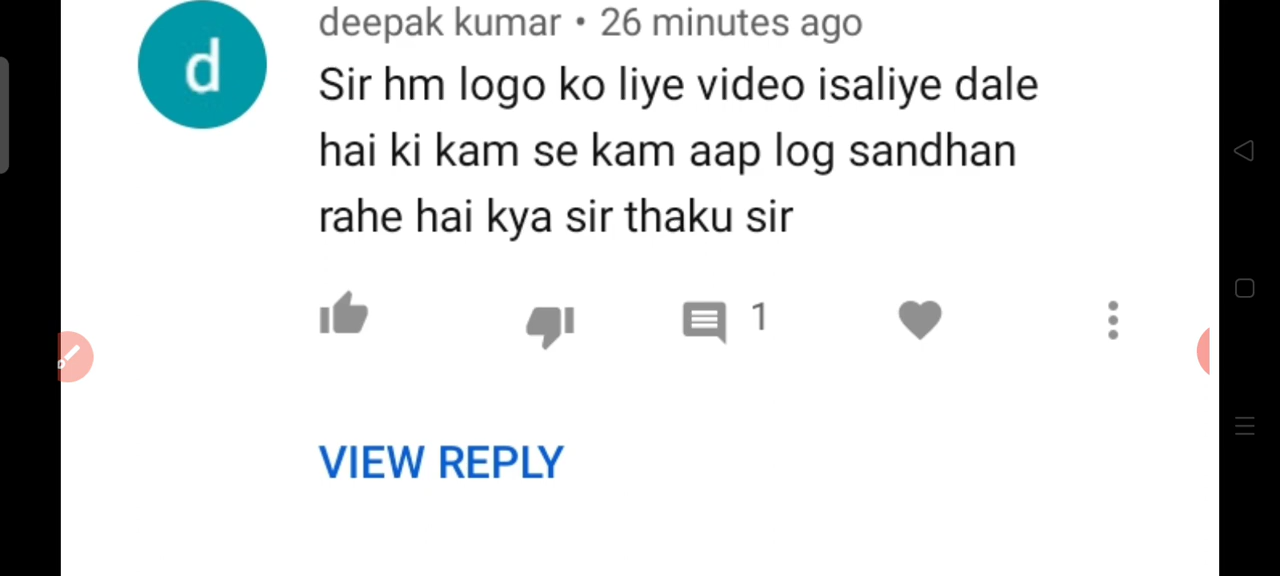 d
deepak kumar • 26 minutes ago
Sir hm logo ko liye video isaliye dale
hai ki kam se kam aap log sandhan
rahe hai kya sir thaku sir
1
VIEW REPLY